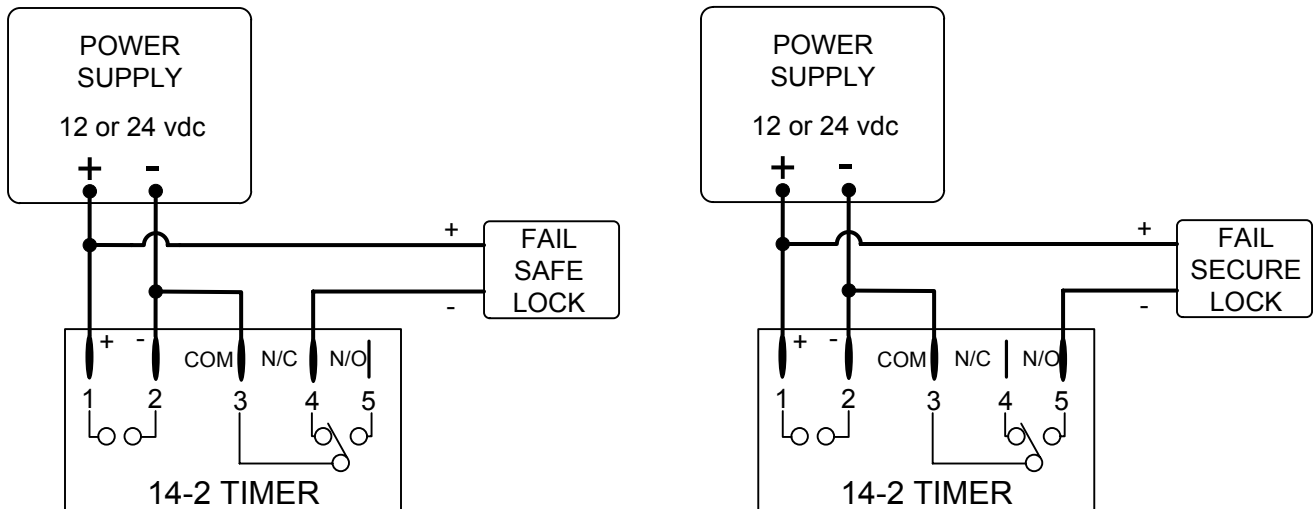 POWER
SUPPLY
12 or 24 vdc
+ -
+
FAIL
SAFE
LOCK
-
+ - COM N/C N/O
1 2 3 4 5
14-2 TIMER
POWER
SUPPLY
12 or 24 vdc
+ -
+
FAIL
SECURE
LOCK
-
+ - COM N/C N/O
1 2 3 4 5
14-2 TIMER